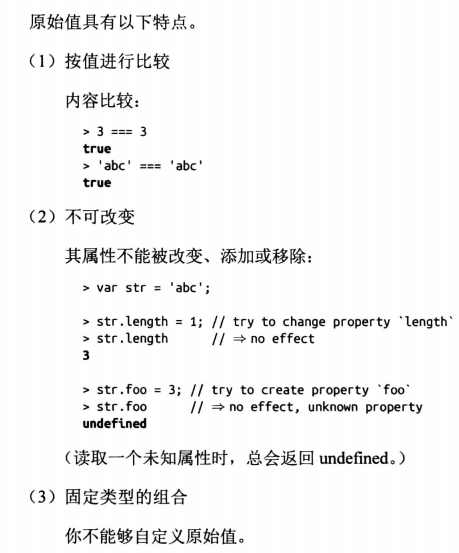 原始值具有以下特点。
（1）按值进行比较
内容比较：
> 3 === 3
true
> 'abc' === 'abc'
true
（2）不可改变
其属性不能被改变、添加或移除：
> var str = 'abc';
> str.length = 1; // try to change property `length`
> str.length // ⇒ no effect
3
> str.foo = 3; // try to create property `foo`
> str.foo // ⇒ no effect, unknown property
undefined
（读取一个未知属性时，总会返回 undefined。）
（3）固定类型的组合
你不能够自定义原始值。